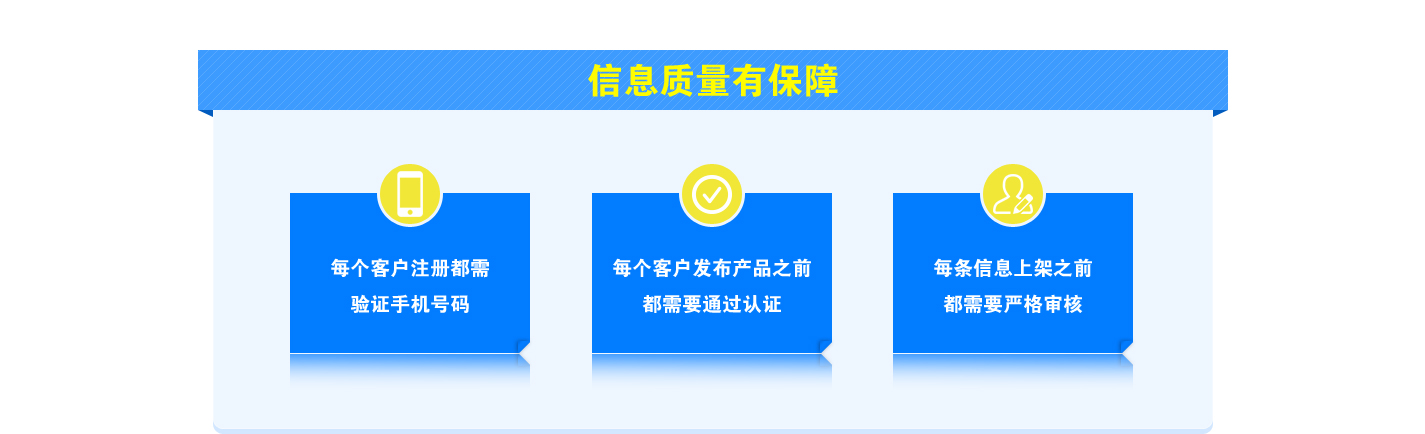 信息质量有保障
每个客户注册都需
验证手机号码
每个客户发布产品之前
都需要通过认证
每条信息上架之前
都需要严格审核